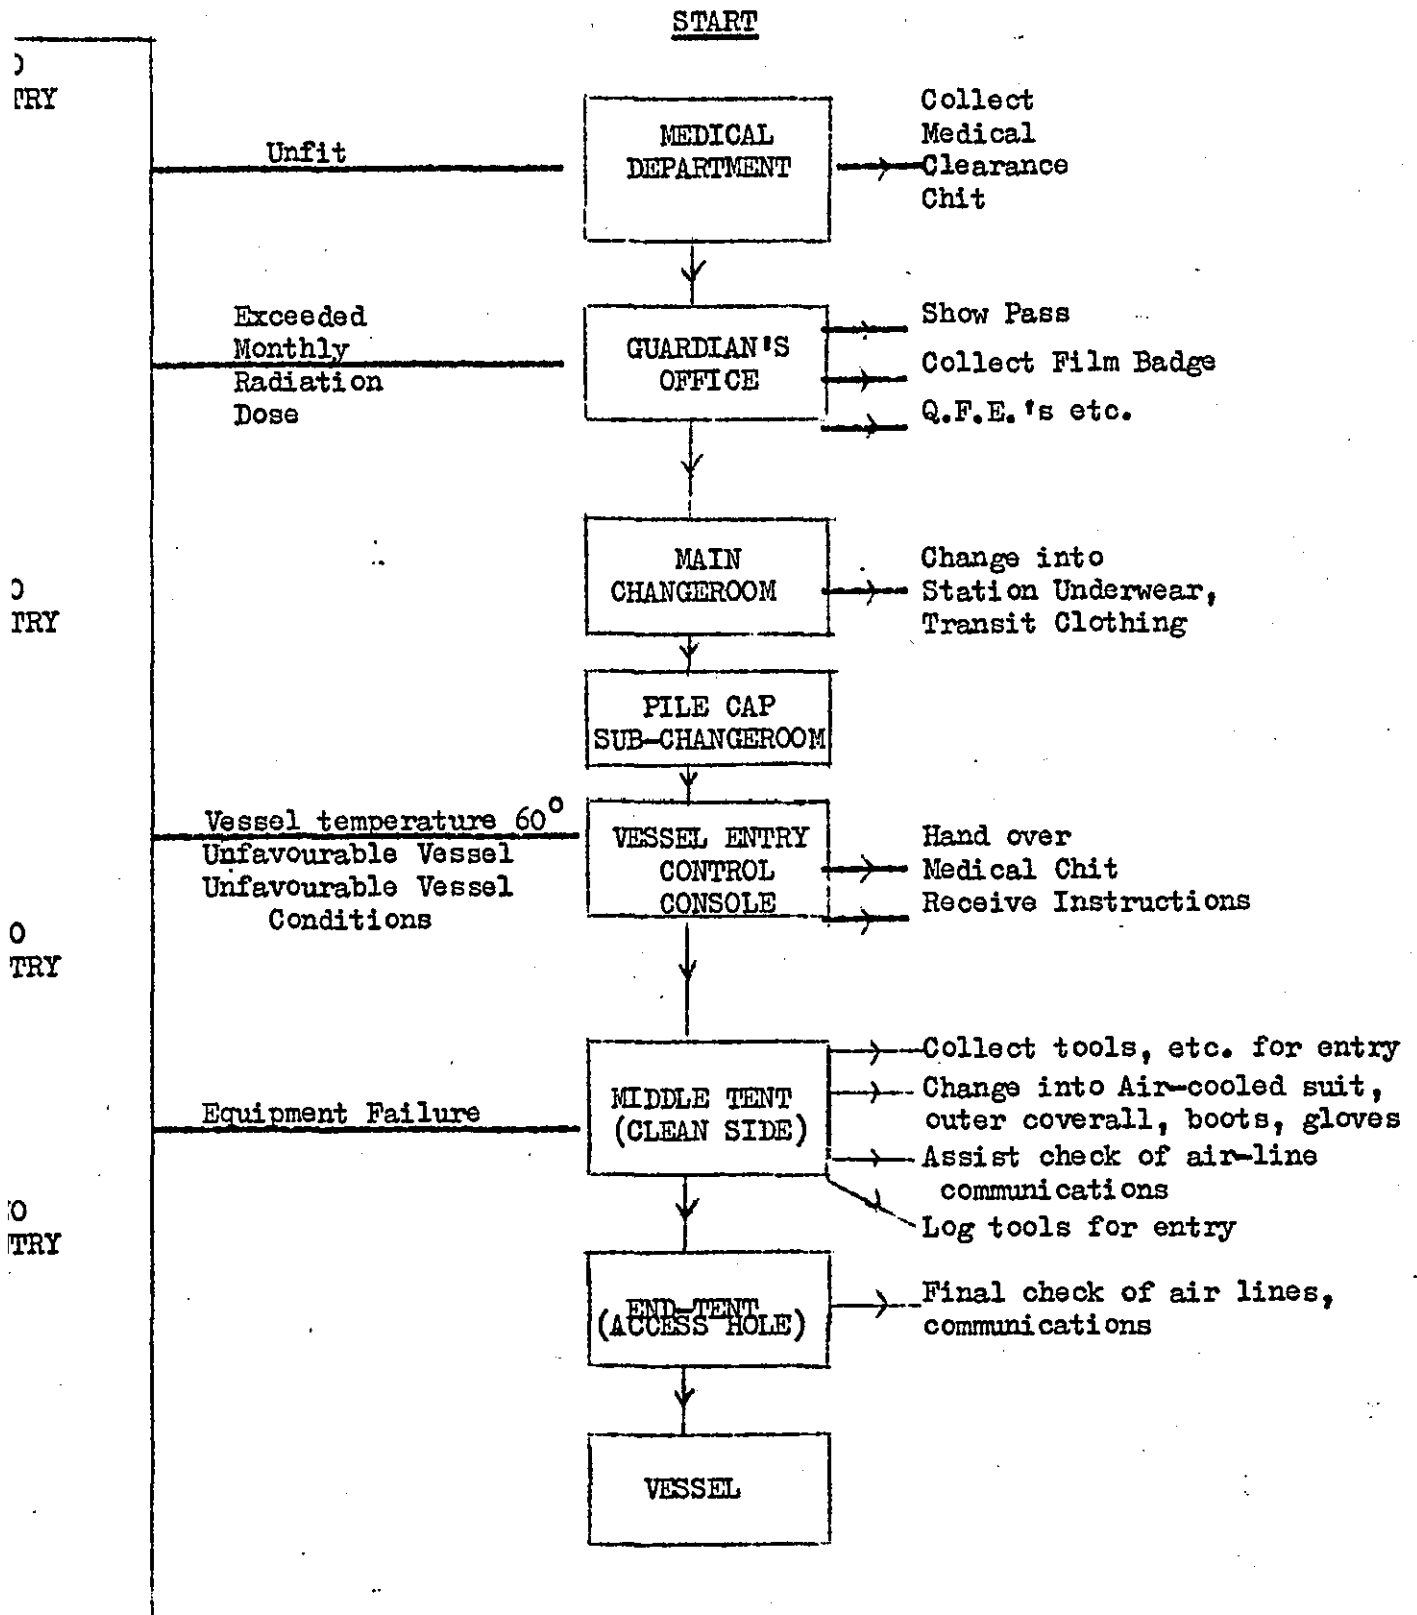 START
TRY
Unfit
MEDICAL
DEPARTMENT
Collect
Medical
Clearance
Chit
Exceeded
Monthly
Radiation
Dose
GUARDIAN'S
OFFICE
Show Pass
Collect Film Badge
Q.F.E.'s etc.
TRY
MAIN
CHANGEROOM
Change into
Station Underwear,
Transit Clothing
PILE CAP
SUB-CHANGEROOM
Vessel temperature 60°
Unfavourable Vessel
Unfavourable Vessel
Conditions
VESSEL ENTRY
CONTROL
CONSOLE
Hand over
Medical Chit
Receive Instructions
O
TRY
Equipment Failure
MIDDLE TENT
(CLEAN SIDE)
Collect tools, etc. for entry
Change into Air-cooled suit,
outer coverall, boots, gloves
Assist check of air-line
communications
Log tools for entry
O
TRY
END-TENT
(ACCESS HOLE)
Final check of air lines,
communications
VESSEL